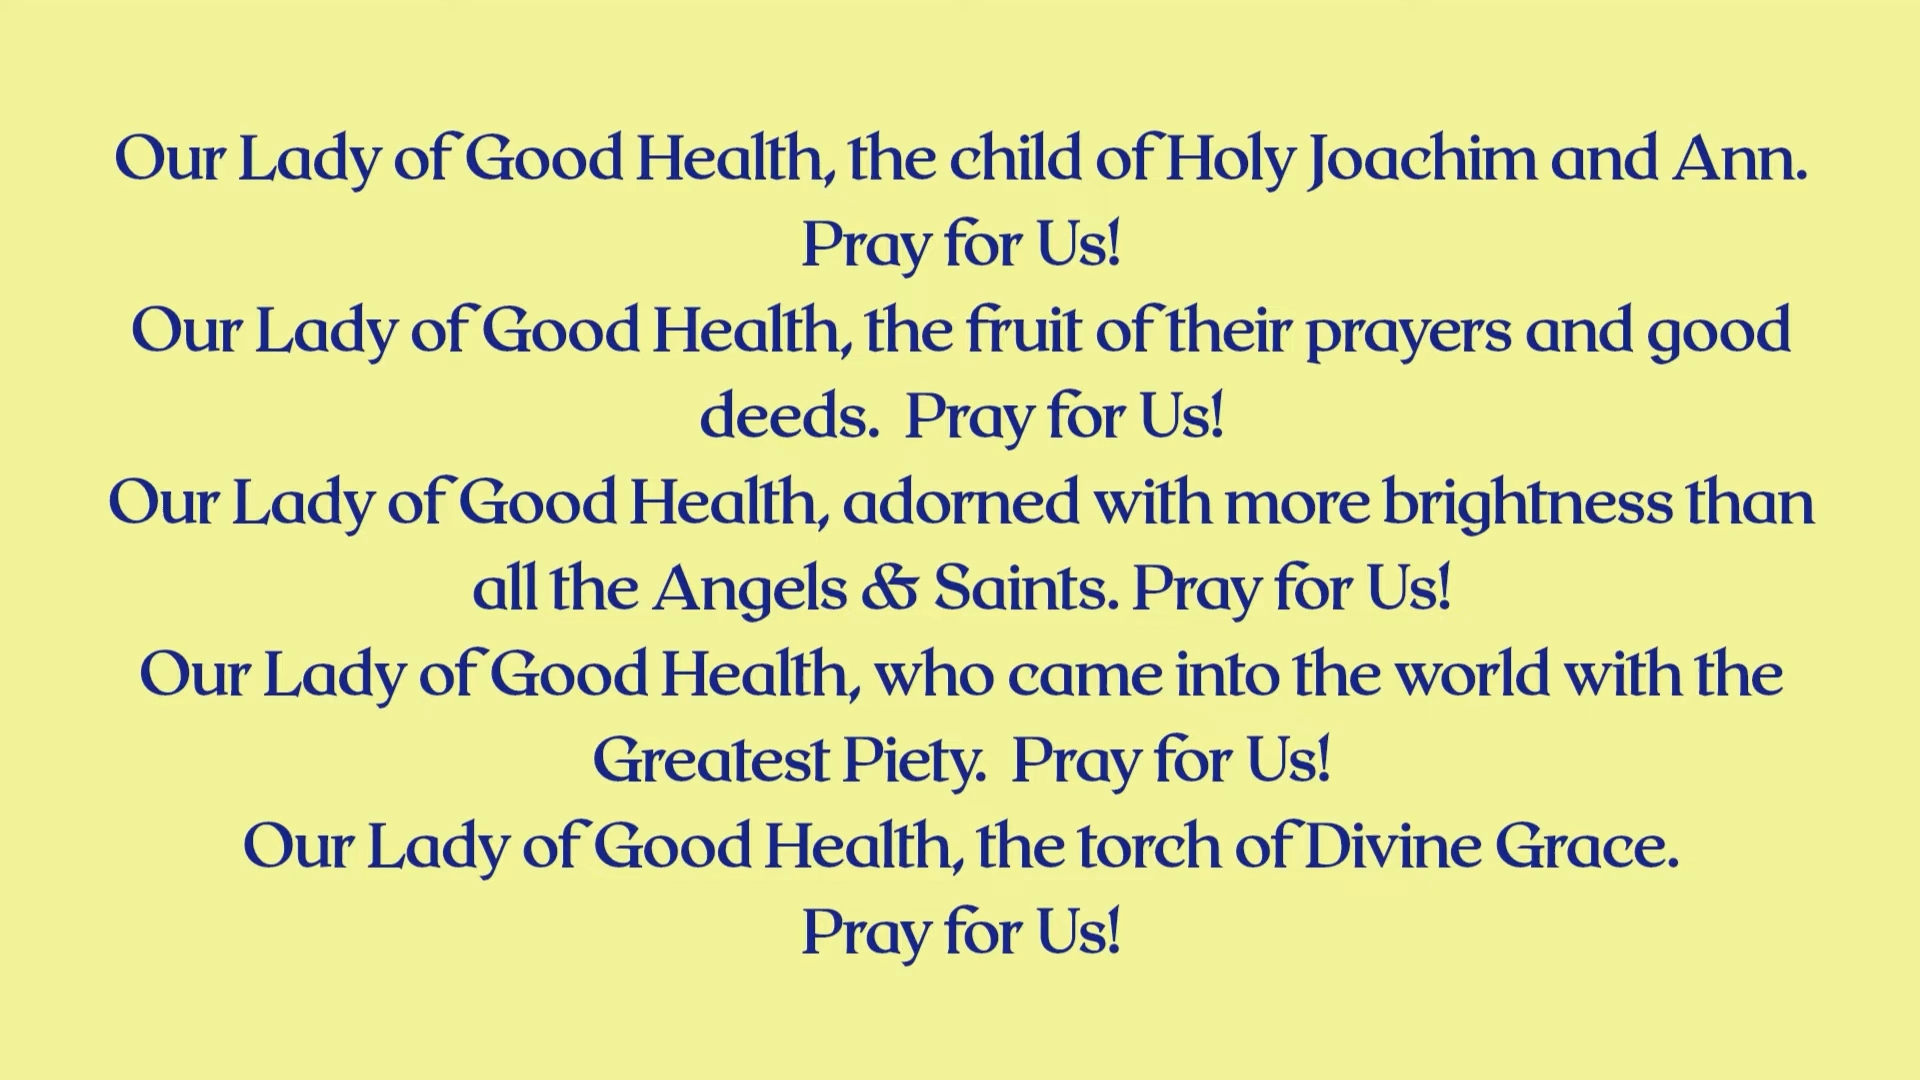 Our Lady of Good Health, the child of Holy Joachim and Ann.
Pray for Us!
Our Lady of Good Health, the fruit of their prayers and good
deeds.  Pray for Us!
Our Lady of Good Health, adorned with more brightness than
all the Angels & Saints. Pray for Us!
Our Lady of Good Health, who came into the world with the
Greatest Piety.  Pray for Us!
Our Lady of Good Health, the torch of Divine Grace.
Pray for Us!